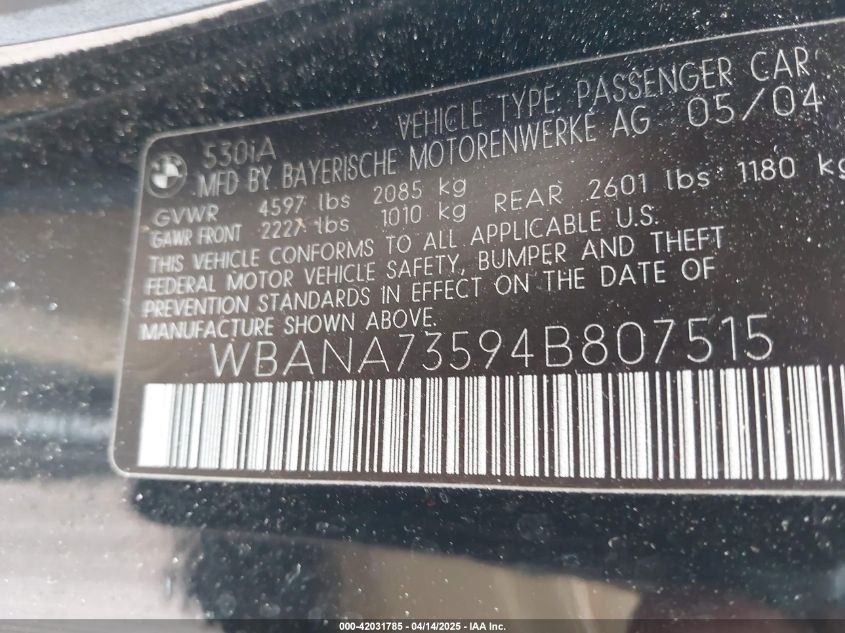 VEHICLE TYPE: PASSENGER CAR
530iA
MFD BY. BAYERISCHE MOTORENWERKE AG 05/04
GVWR 4597 lbs 2085 kg
GAWR FRONT 2227 lbs 1010 kg REAR 2601 lbs 1180 kg
THIS VEHICLE CONFORMS TO ALL APPLICABLE U.S.
FEDERAL MOTOR VEHICLE SAFETY, BUMPER AND THEFT
PREVENTION STANDARDS IN EFFECT ON THE DATE OF
MANUFACTURE SHOWN ABOVE.
WBANA73594B807515
000-42031785 - 04/14/2025 - IAA Inc.